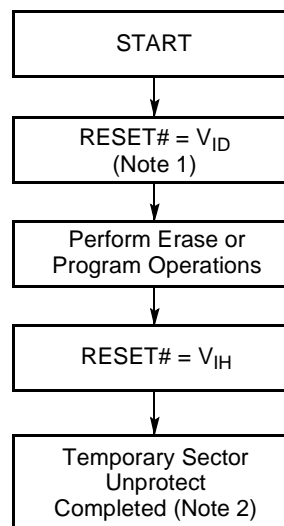 START
RESET# = VID
(Note 1)
Perform Erase or
Program Operations
RESET# = VIH
Temporary Sector
Unprotect
Completed (Note 2)